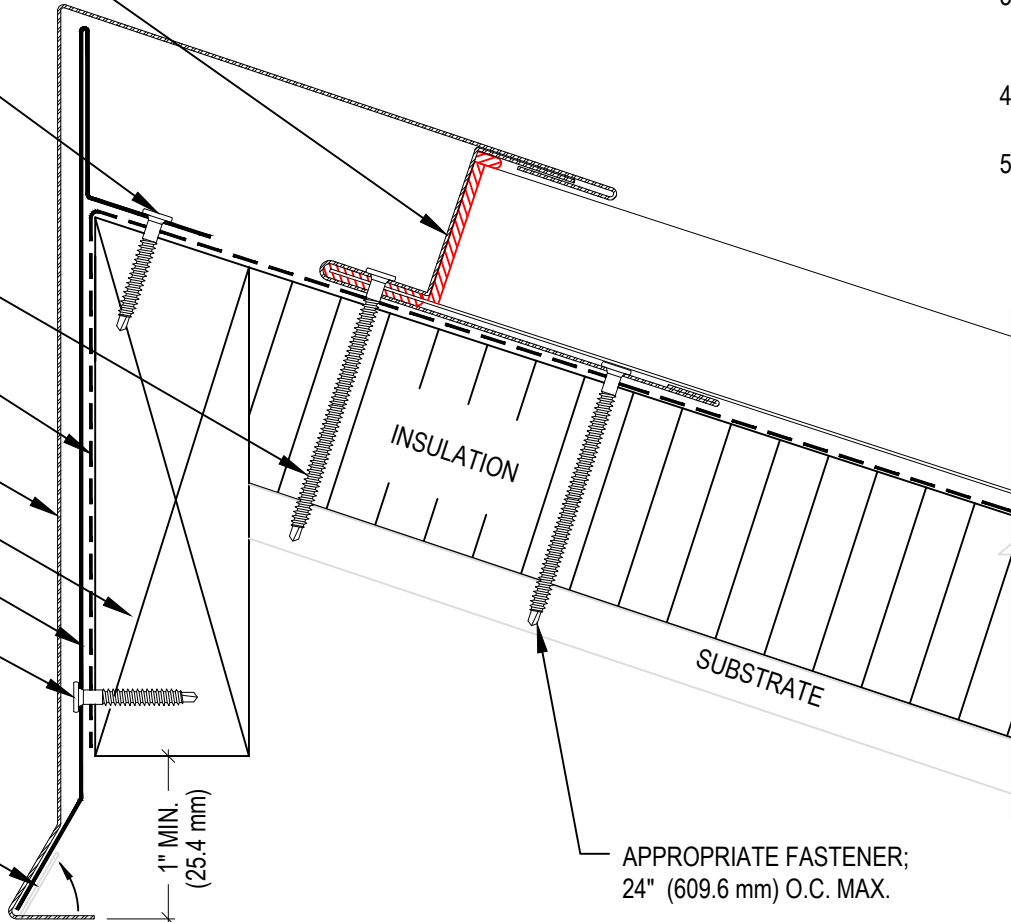 4
5
INSULATION
SUBSTRATE
1" MIN.
(25.4 mm)
APPROPRIATE FASTENER;
24" (609.6 mm) O.C. MAX.